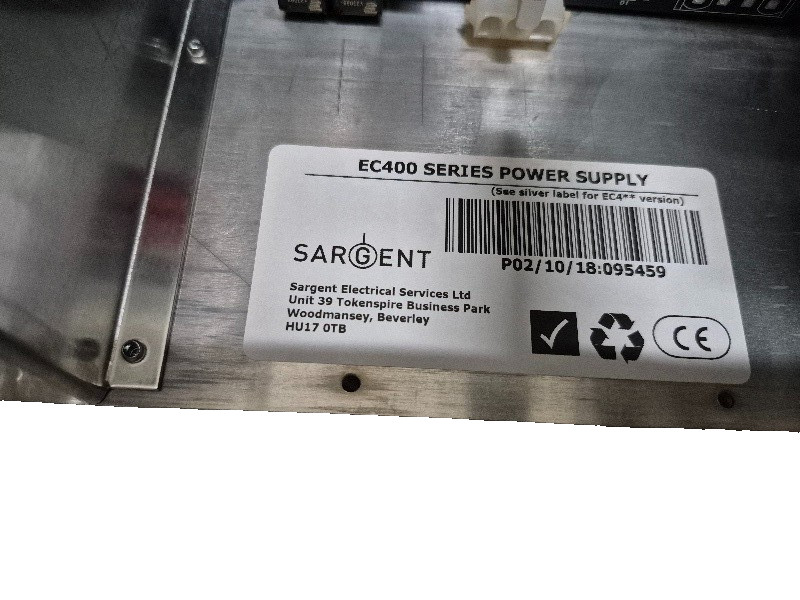 EC400 SERIES POWER SUPPLY
(See silver label for EC4** version)
P02/10/18:095459
SARGENT
Sargent Electrical Services Ltd
Unit 39 Tokenspire Business Park
Woodmansey, Beverley
HU17 0TB
CE